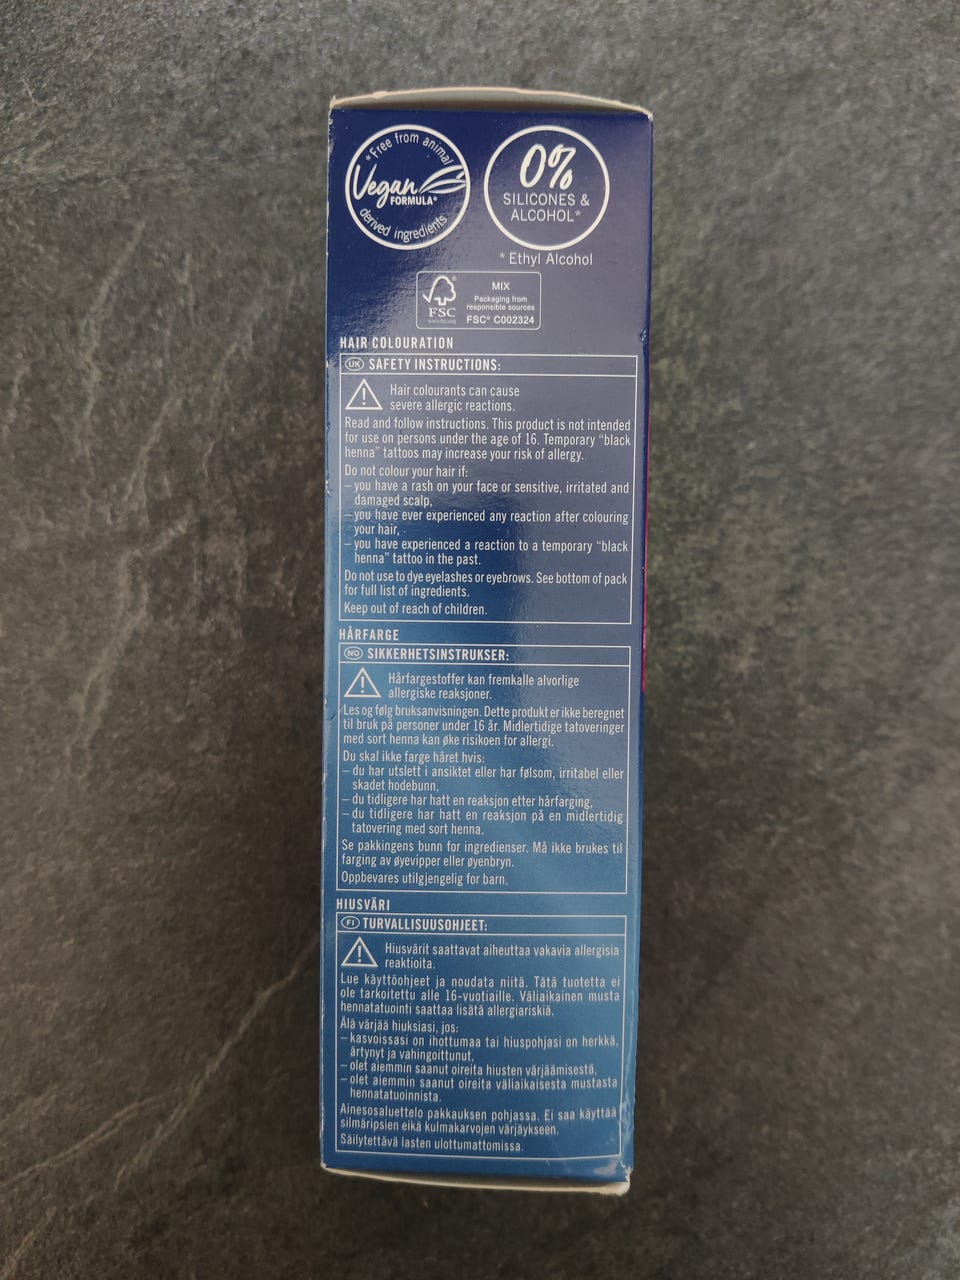 *Free from animal
Vegan
FORMULA*
derived ingredients
0%
SILICONES &
ALCOHOL*
* Ethyl Alcohol
FSC
MIX
Packaging from
responsible sources
FSC® C002324
HAIR COLOURATION
UK SAFETY INSTRUCTIONS:
Hair colourants can cause
severe allergic reactions.
Read and follow instructions. This product is not intended
for use on persons under the age of 16. Temporary “black
henna” tattoos may increase your risk of allergy.
Do not colour your hair if:
– you have a rash on your face or sensitive, irritated and
damaged scalp,
– you have ever experienced any reaction after colouring
your hair,
– you have experienced a reaction to a temporary “black
henna” tattoo in the past.
Do not use to dye eyelashes or eyebrows. See bottom of pack
for full list of ingredients.
Keep out of reach of children.
HÅRFARGE
NO SIKKERHETSINSTRUKSER:
Hårfargestoffer kan fremkalle alvorlige
allergiske reaksjoner.
Les og følg bruksanvisningen. Dette produkt er ikke beregnet
til bruk på personer under 16 år. Midlertidige tatoveringer
med sort henna kan øke risikoen for allergi.
Du skal ikke farge håret hvis:
– du har utslett i ansiktet eller har følsom, irritabel eller
skadet hodebunn,
– du tidligere har hatt en reaksjon etter hårfarging,
– du tidligere har hatt en reaksjon på en midlertidig
tatovering med sort henna.
Se pakkingens bunn for ingredienser. Må ikke brukes til
farging av øyevipper eller øyenbryn.
Oppbevares utilgjengelig for barn.
HIUSVÄRI
FI TURVALLISUUSOHJEET:
Hiusvärit saattavat aiheuttaa vakavia allergisia
reaktioita.
Lue käyttöohjeet ja noudata niitä. Tätä tuotetta ei
ole tarkoitettu alle 16-vuotiaille. Väliaikainen musta
hennatatuointi saattaa lisätä allergiariskiä.
Älä värjää hiuksiasi, jos:
– kasvoissasi on ihottumaa tai hiuspohjasi on herkkä,
ärtynyt ja vahingoittunut,
– olet aiemmin saanut oireita hiusten värjäämisestä,
– olet aiemmin saanut oireita väliaikaisesta mustasta
hennatatuoinnista.
Ainesosaluettelo pakkauksen pohjassa. Ei saa käyttää
silmäripsien eikä kulmakarvojen värjäykseen.
Säilytettävä lasten ulottumattomissa.